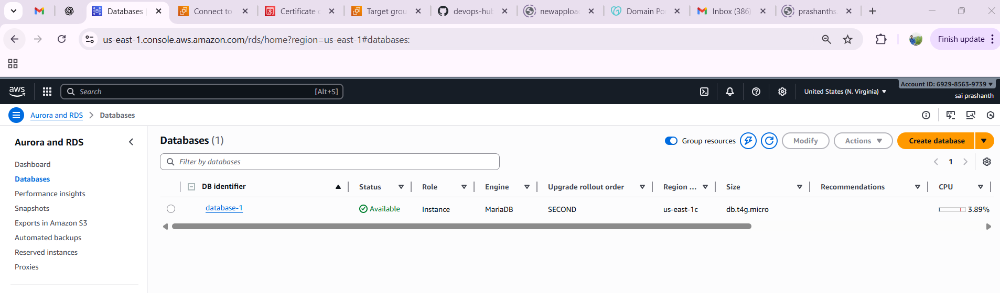 Databases |
Connect to
Certificate
Target grou
devops-hub
newapploa
Domain Po
Inbox (386)
prashanths
us-east-1.console.aws.amazon.com/rds/home?region=us-east-1#databases:
Finish update
aws
Search
[Alt+S]
United States (N. Virginia)
Account ID: 6929-8563-9739
sai prashanth
Aurora and RDS
Databases
Aurora and RDS
Dashboard
Databases
Performance insights
Snapshots
Exports in Amazon S3
Automated backups
Reserved instances
Proxies
Databases (1)
Group resources
Modify
Actions
Create database
Filter by databases
1
DB identifier Status Role Engine Upgrade rollout order Region ... Size Recommendations CPU
database-1 Available Instance MariaDB SECOND us-east-1c db.t4g.micro 3.89%